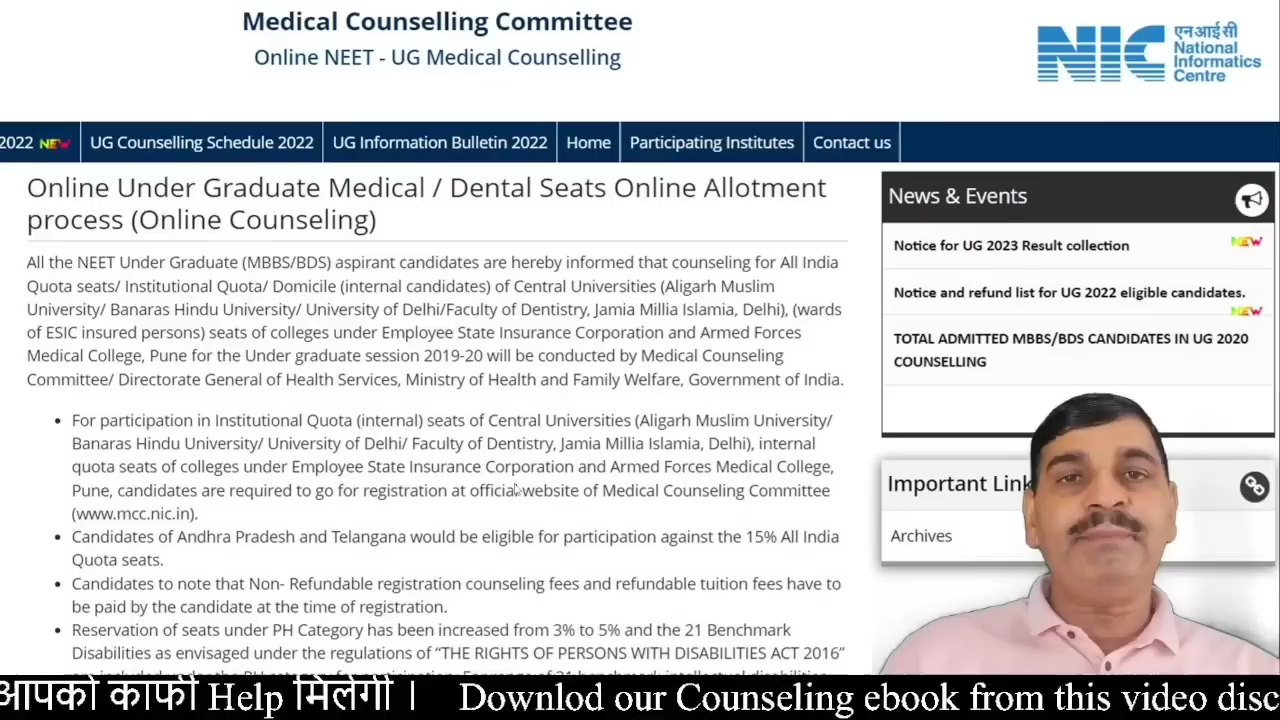 Medical Counselling Committee
Online NEET - UG Medical Counselling
एनआईसी
NIC National
Informatics
Centre
2022 NEW UG Counselling Schedule 2022 UG Information Bulletin 2022 Home Participating Institutes Contact us
Online Under Graduate Medical / Dental Seats Online Allotment
process (Online Counseling)
All the NEET Under Graduate (MBBS/BDS) aspirant candidates are hereby informed that counseling for All India
Quota seats/ Institutional Quota/ Domicile (internal candidates) of Central Universities (Aligarh Muslim
University/ Banaras Hindu University/ University of Delhi/Faculty of Dentistry, Jamia Millia Islamia, Delhi), (wards
of ESIC insured persons) seats of colleges under Employee State Insurance Corporation and Armed Forces
Medical College, Pune for the Under graduate session 2019-20 will be conducted by Medical Counseling
Committee/ Directorate General of Health Services, Ministry of Health and Family Welfare, Government of India.
• For participation in Institutional Quota (internal) seats of Central Universities (Aligarh Muslim University/
Banaras Hindu University/ University of Delhi/ Faculty of Dentistry, Jamia Millia Islamia, Delhi), internal
quota seats of colleges under Employee State Insurance Corporation and Armed Forces Medical College,
Pune, candidates are required to go for registration at official website of Medical Counseling Committee
(www.mcc.nic.in).
• Candidates of Andhra Pradesh and Telangana would be eligible for participation against the 15% All India
Quota seats.
• Candidates to note that Non- Refundable registration counseling fees and refundable tuition fees have to
be paid by the candidate at the time of registration.
• Reservation of seats under PH Category has been increased from 3% to 5% and the 21 Benchmark
Disabilities as envisaged under the regulations of “THE RIGHTS OF PERSONS WITH DISABILITIES ACT 2016”
News & Events
Notice for UG 2023 Result collection NEW
Notice and refund list for UG 2022 eligible candidates.
NEW
TOTAL ADMITTED MBBS/BDS CANDIDATES IN UG 2020
COUNSELLING
Important Link
Archives
आपको काफी Help मिलेगी । Downlod our Counseling ebook from this video disc